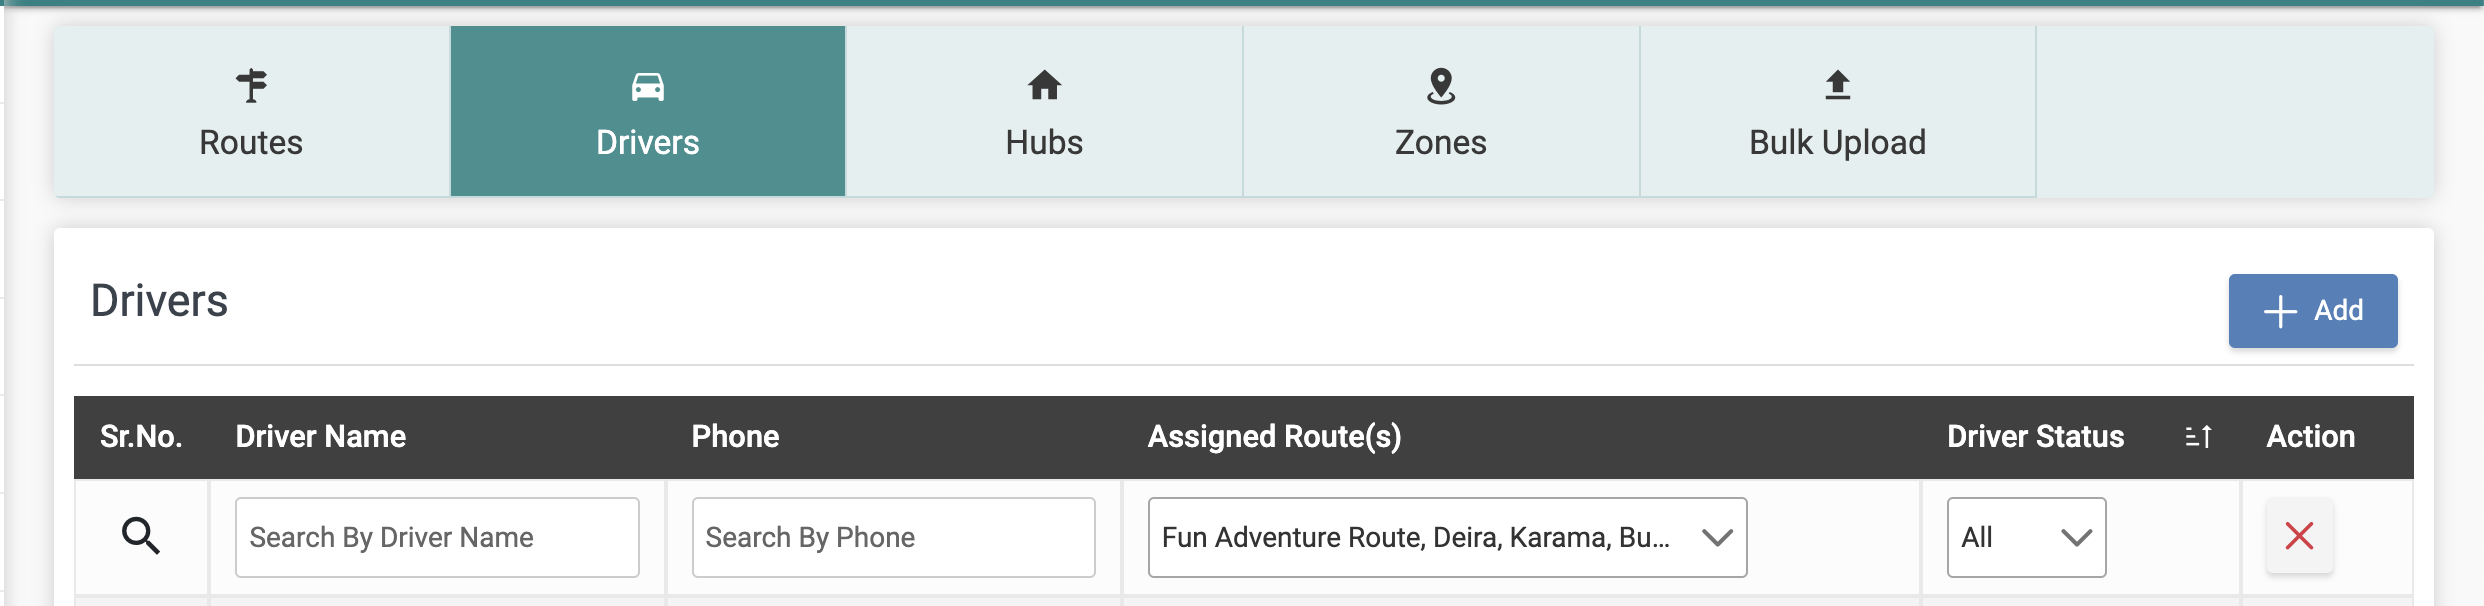 Routes
Drivers
Hubs
Zones
Bulk Upload
Drivers
Add
Sr.No. Driver Name Phone Assigned Route(s) Driver Status Action
Search By Driver Name Search By Phone Fun Adventure Route, Deira, Karama, Bu... All